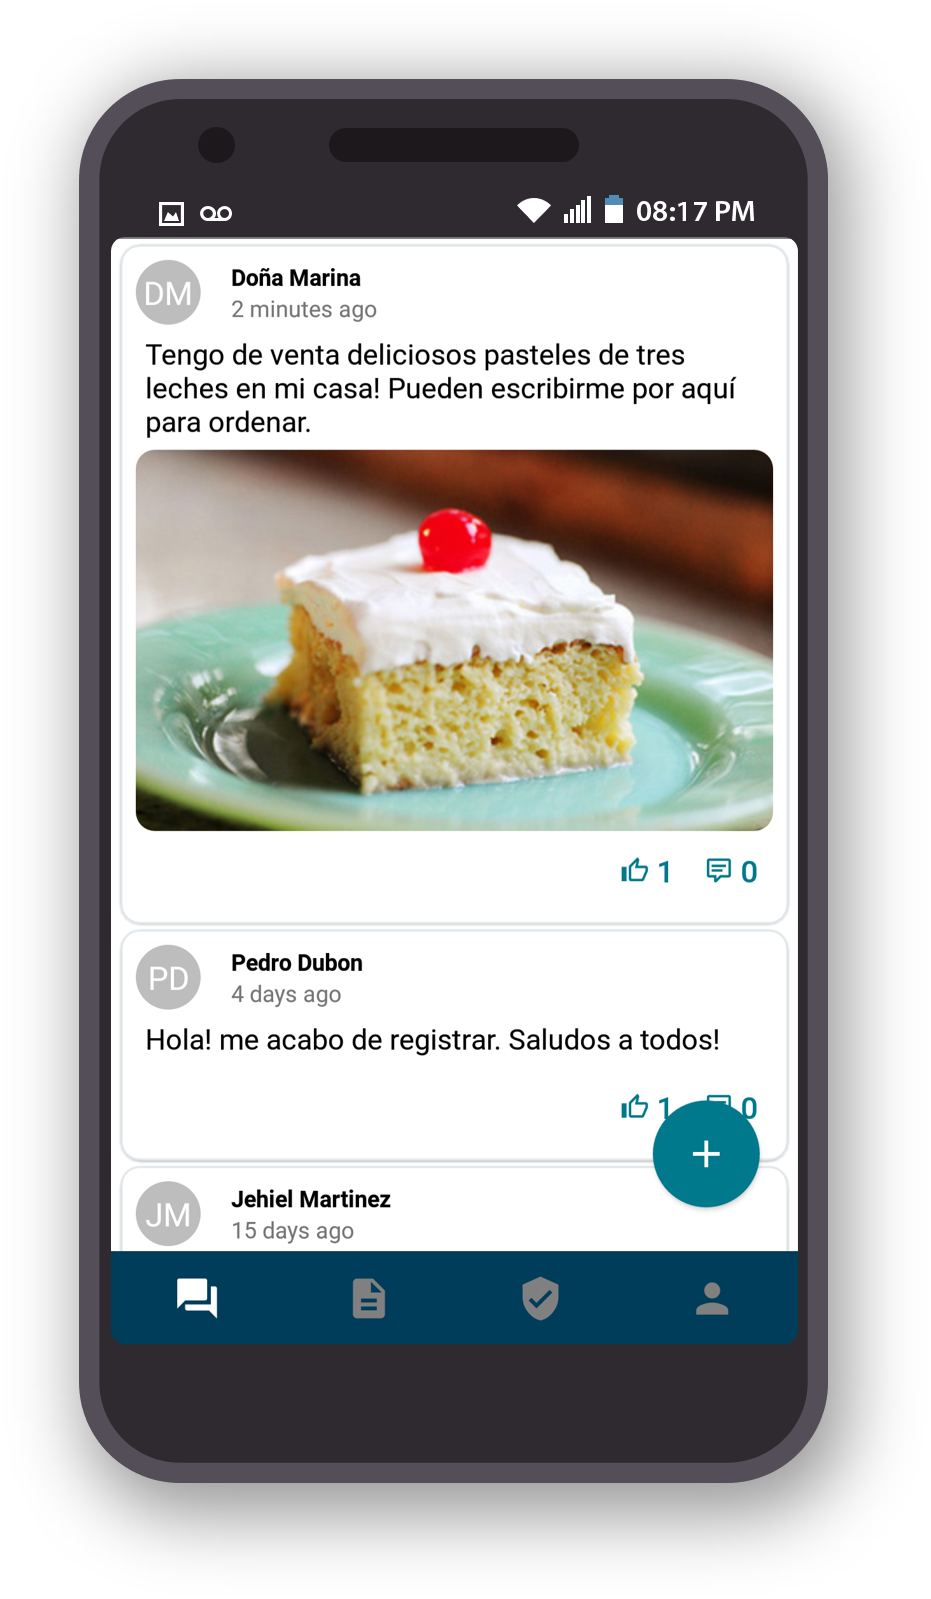 08:17 PM
DM
Doña Marina
2 minutes ago
Tengo de venta deliciosos pasteles de tres
leches en mi casa! Pueden escribirme por aquí
para ordenar.
1
0
PD
Pedro Dubon
4 days ago
Hola! me acabo de registrar. Saludos a todos!
1
0
JM
Jehiel Martinez
15 days ago